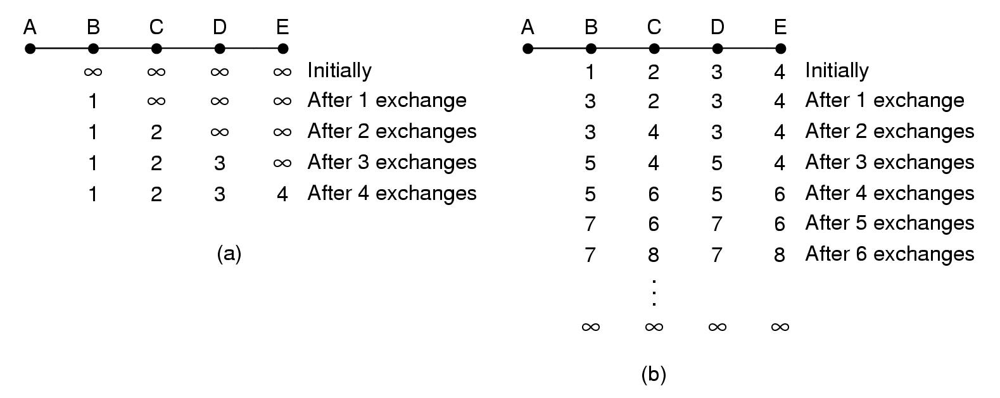 A B C D E
∞ ∞ ∞ ∞ Initially
1 ∞ ∞ ∞ After 1 exchange
1 2 ∞ ∞ After 2 exchanges
1 2 3 ∞ After 3 exchanges
1 2 3 4 After 4 exchanges
(a)
A B C D E
1 2 3 4 Initially
3 2 3 4 After 1 exchange
3 4 3 4 After 2 exchanges
5 4 5 4 After 3 exchanges
5 6 5 6 After 4 exchanges
7 6 7 6 After 5 exchanges
7 8 7 8 After 6 exchanges
⋮
∞ ∞ ∞ ∞
(b)